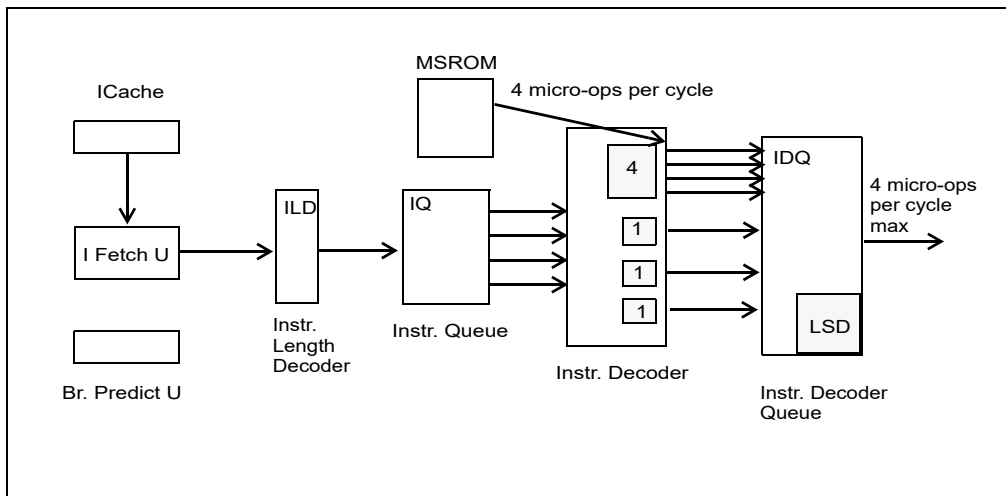 MSROM
4 micro-ops per cycle
ICache
4
IDQ
4 micro-ops
per cycle
max
ILD
IQ
I Fetch U
1
1
1
LSD
Instr.
Length
Decoder
Instr. Queue
Instr. Decoder
Br. Predict U
Instr. Decoder
Queue